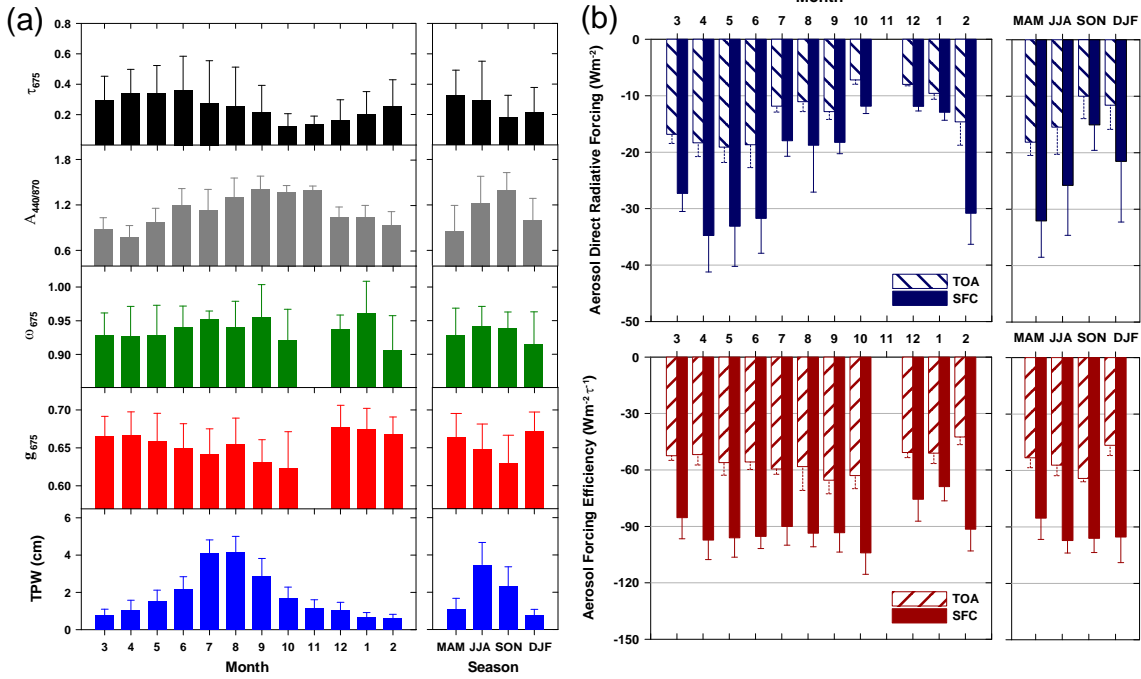 (a)
τ675
0.6
0.4
0.2
A440/870
1.8
1.2
0.6
ω675
1.00
0.95
0.90
g675
0.70
0.65
0.60
TPW (cm)
6
4
2
0
3 4 5 6 7 8 9 10 11 12 1 2
Month
MAM JJA SON DJF
Season
(b)
Month
3 4 5 6 7 8 9 10 11 12 1 2
MAM JJA SON DJF
Aerosol Direct Radiative Forcing (Wm-2)
0
-10
-20
-30
-40
-50
TOA
SFC
3 4 5 6 7 8 9 10 11 12 1 2
MAM JJA SON DJF
Aerosol Forcing Efficiency (Wm-2 τ-1)
0
-30
-60
-90
-120
-150
TOA
SFC